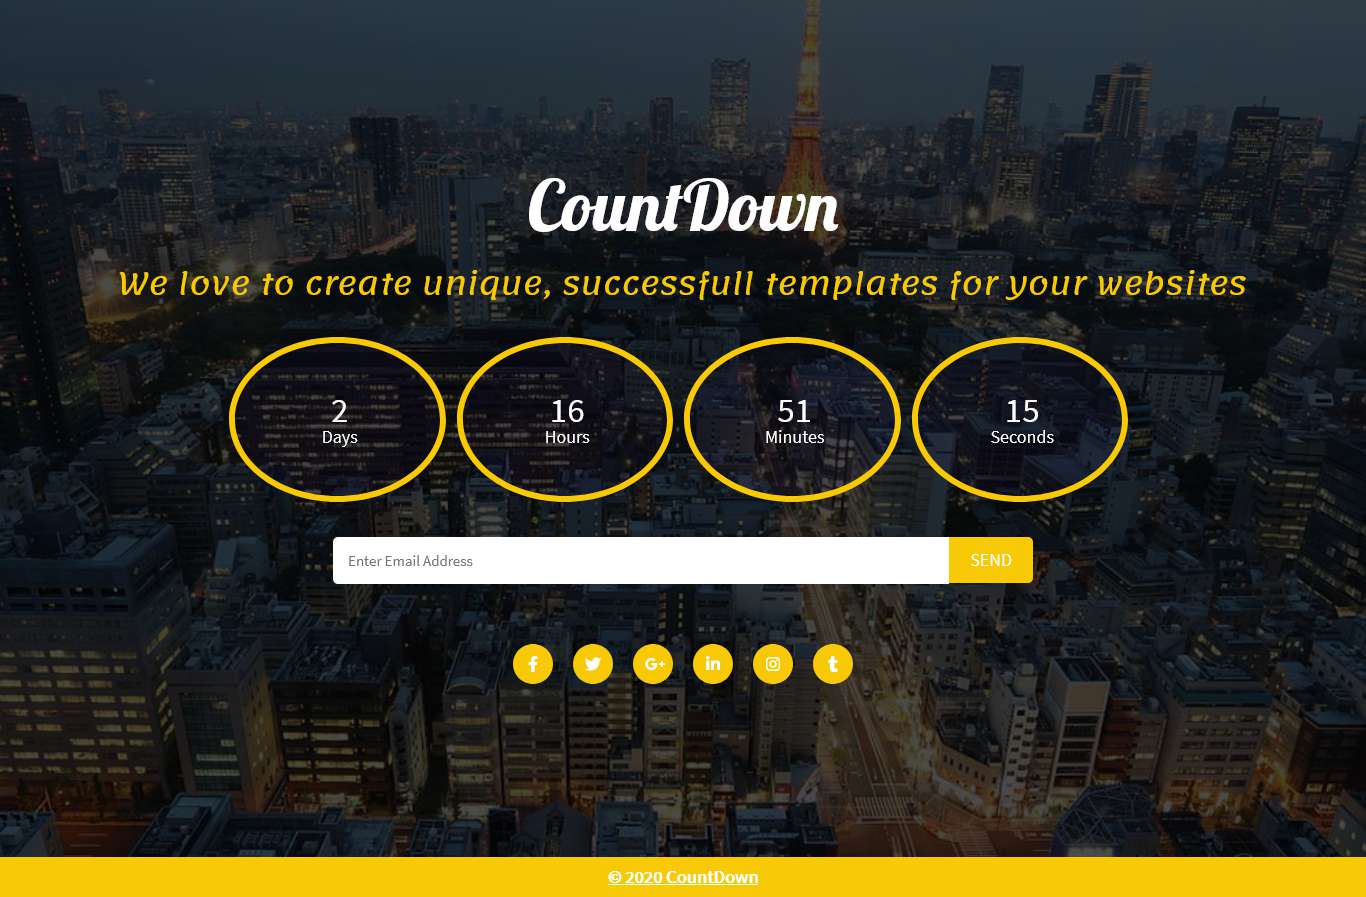 CountDown
We love to create unique, successfull templates for your websites
2 16 51 15
Days Hours Minutes Seconds
Enter Email Address SEND
© 2020 CountDown